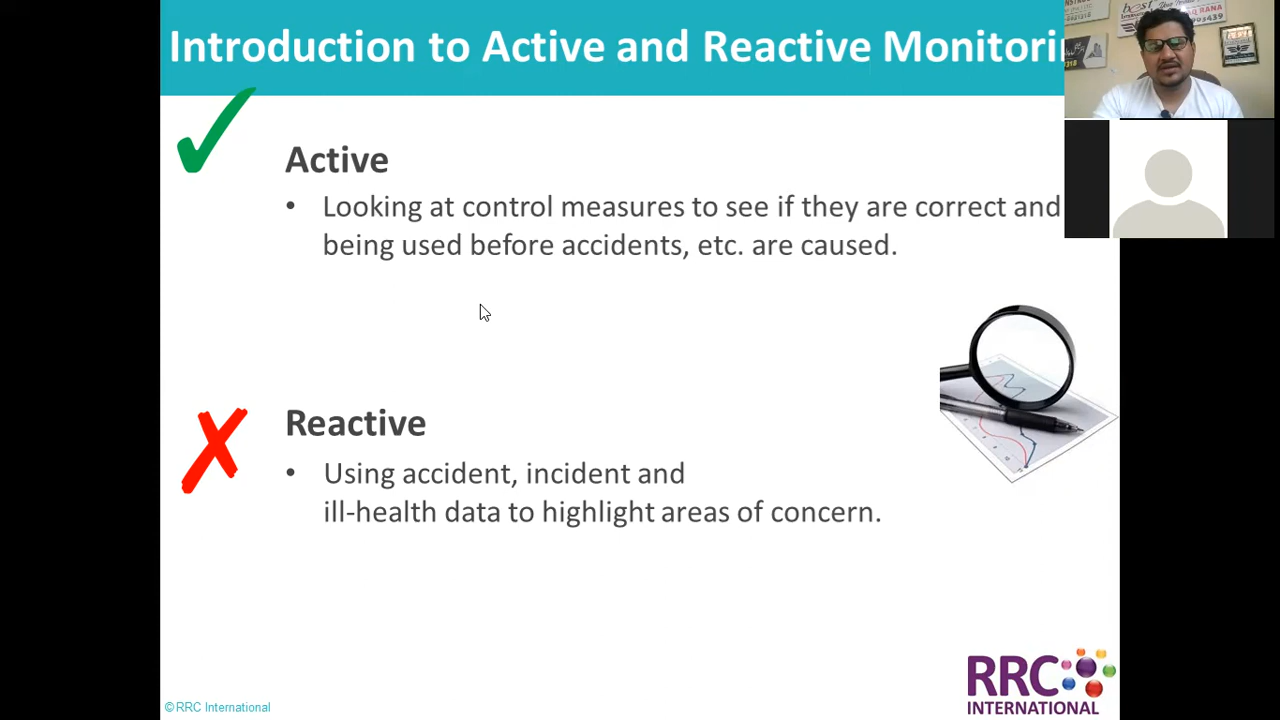 Introduction to Active and Reactive
Active
• Looking at control measures to see if they are correct and
being used before accidents, etc. are caused.
Reactive
• Using accident, incident and
ill-health data to highlight areas of concern.
RRC
INTERNATIONAL
© RRC International
best
RANA